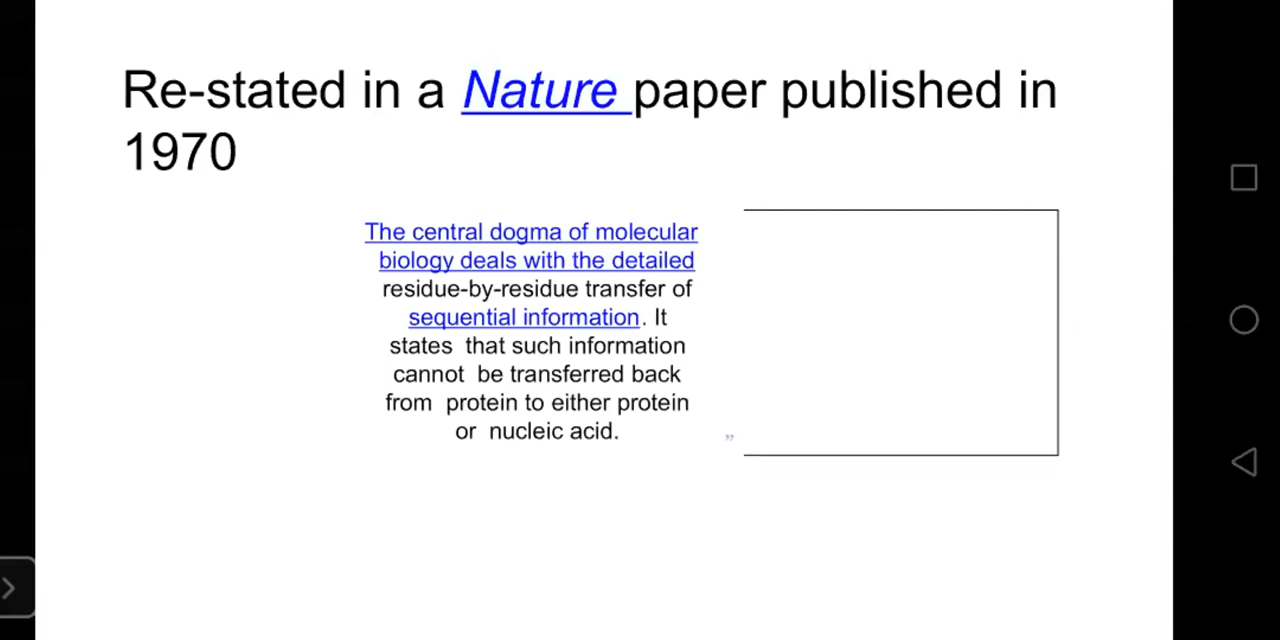 Re-stated in a Nature paper published in
1970
The central dogma of molecular
biology deals with the detailed
residue-by-residue transfer of
sequential information. It
states that such information
cannot be transferred back
from protein to either protein
or nucleic acid.
”